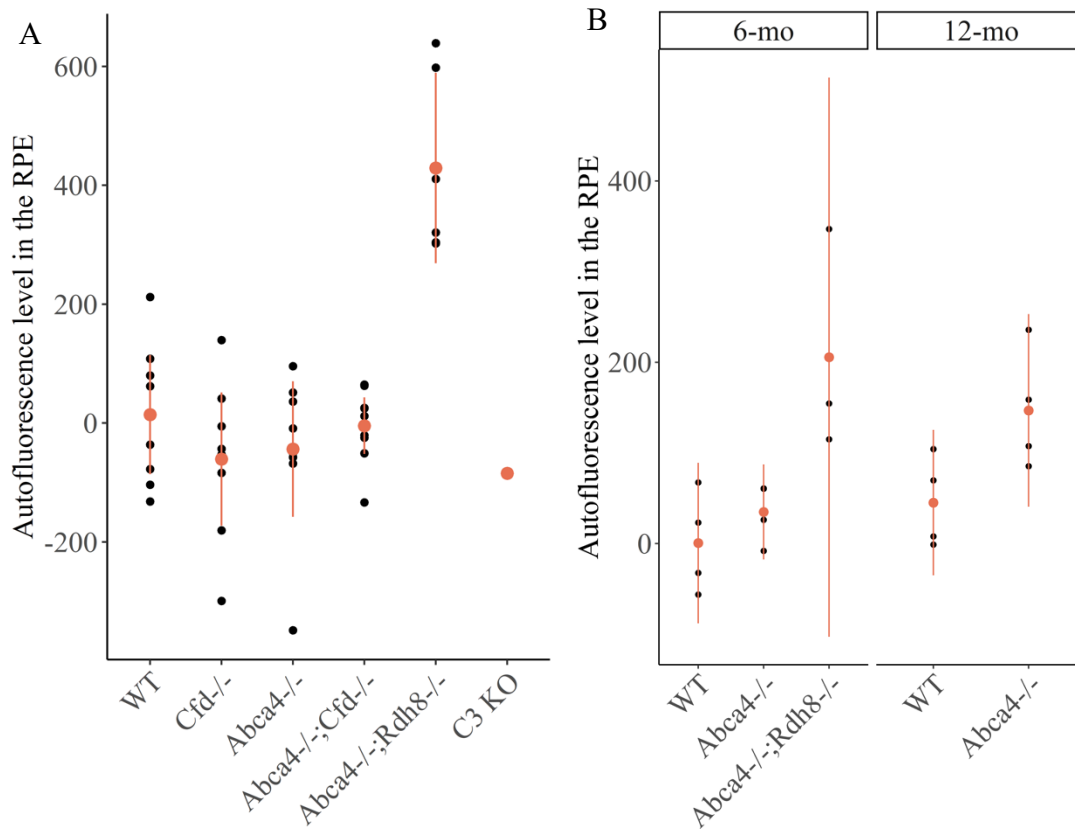 A
Autofluorescence level in the RPE
600
400
200
0
-200
WT
Cfd-/-
Abca4-/-
Abca4-/-;Cfd-/-
Abca4-/-;Rdh8-/-
C3 KO
B
6-mo
12-mo
Autofluorescence level in the RPE
400
200
0
WT
Abca4-/-
Abca4-/-;Rdh8-/-
WT
Abca4-/-